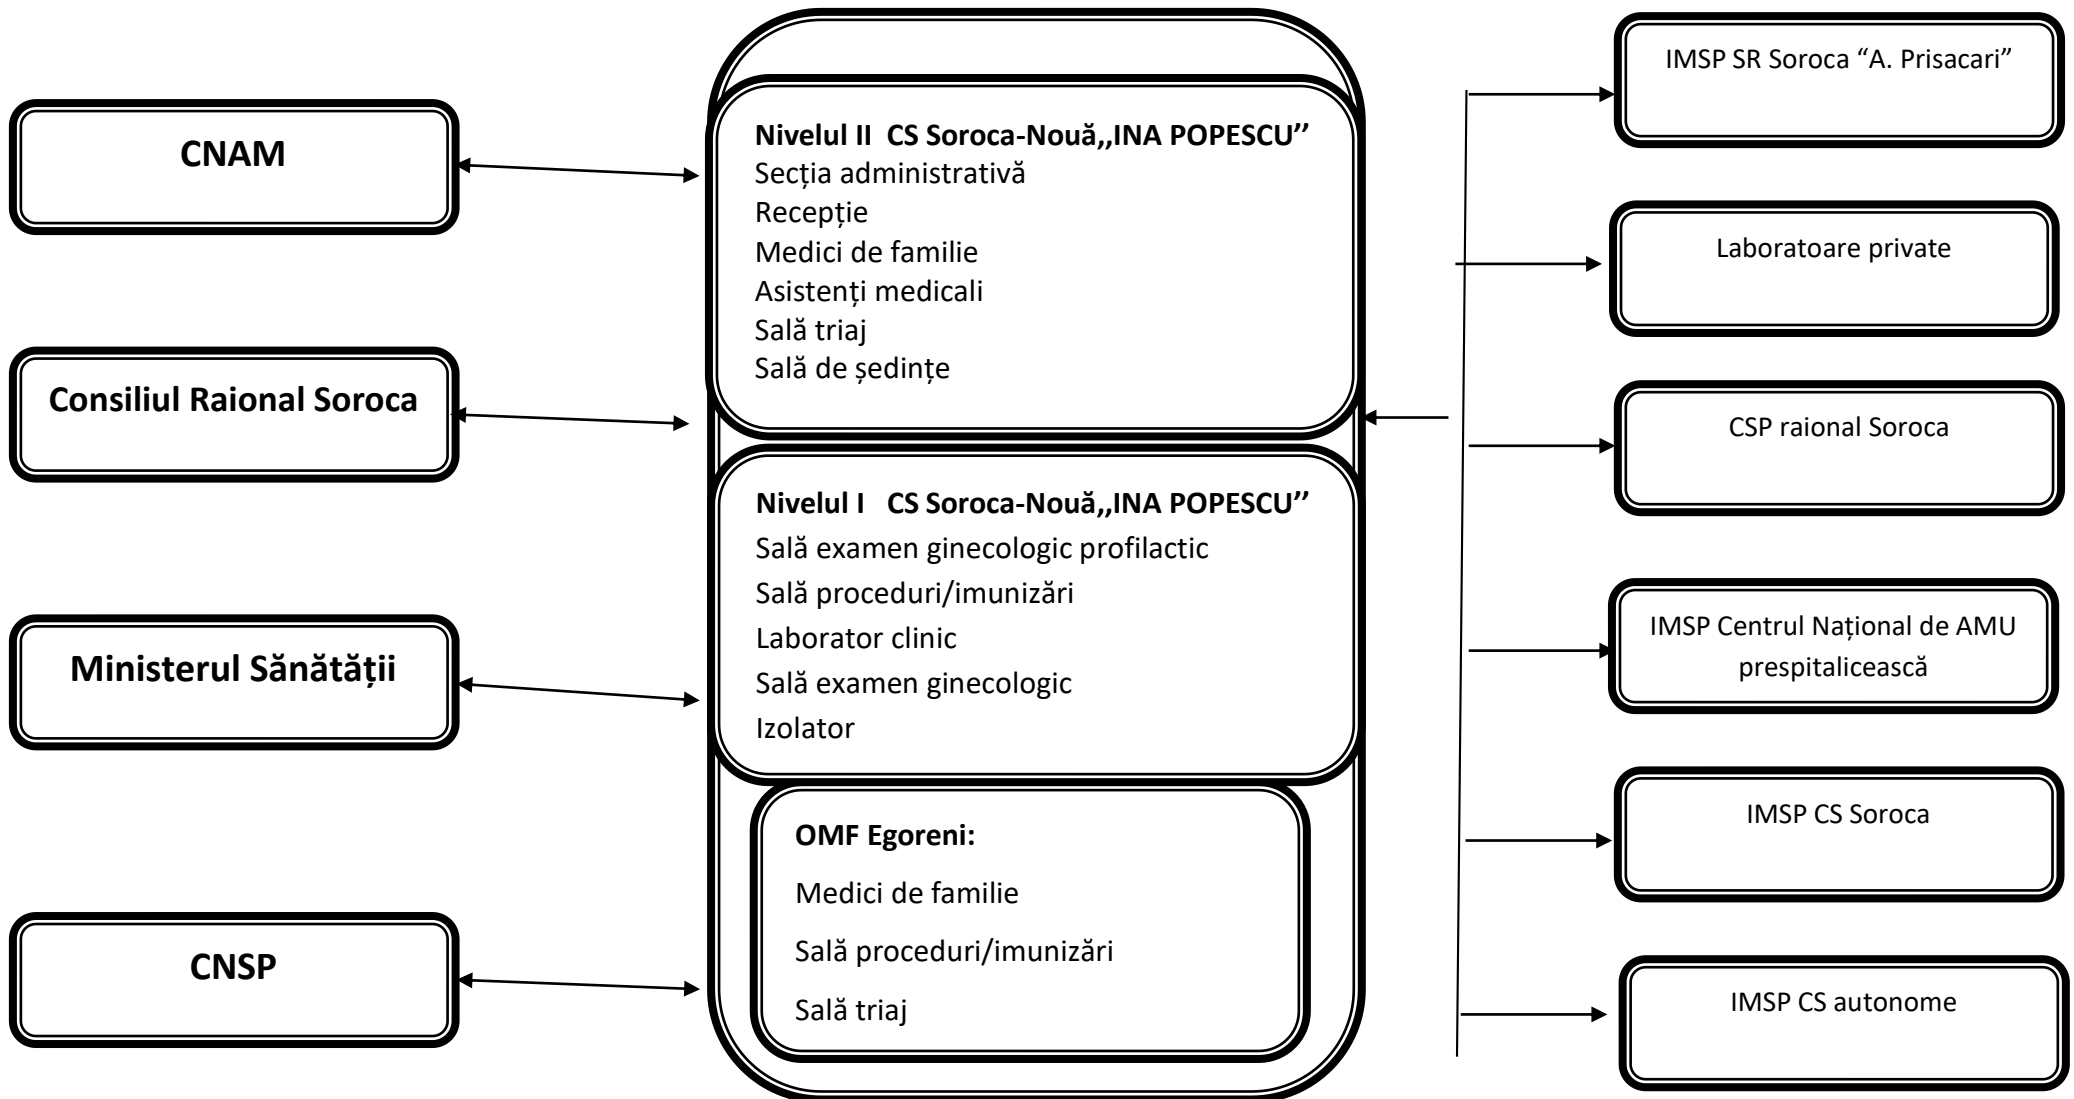 CNAM
Consiliul Raional Soroca
Ministerul Sănătății
CNSP
Nivelul II  CS Soroca-Nouă,,INA POPESCU’’
Secția administrativă
Recepție
Medici de familie
Asistenți medicali
Sală triaj
Sală de ședințe
Nivelul I   CS Soroca-Nouă,,INA POPESCU’’
Sală examen ginecologic profilactic
Sală proceduri/imunizări
Laborator clinic
Sală examen ginecologic
Izolator
OMF Egoreni:
Medici de familie
Sală proceduri/imunizări
Sală triaj
IMSP SR Soroca “A. Prisacari”
Laboratoare private
CSP raional Soroca
IMSP Centrul Național de AMU
prespitalicească
IMSP CS Soroca
IMSP CS autonome